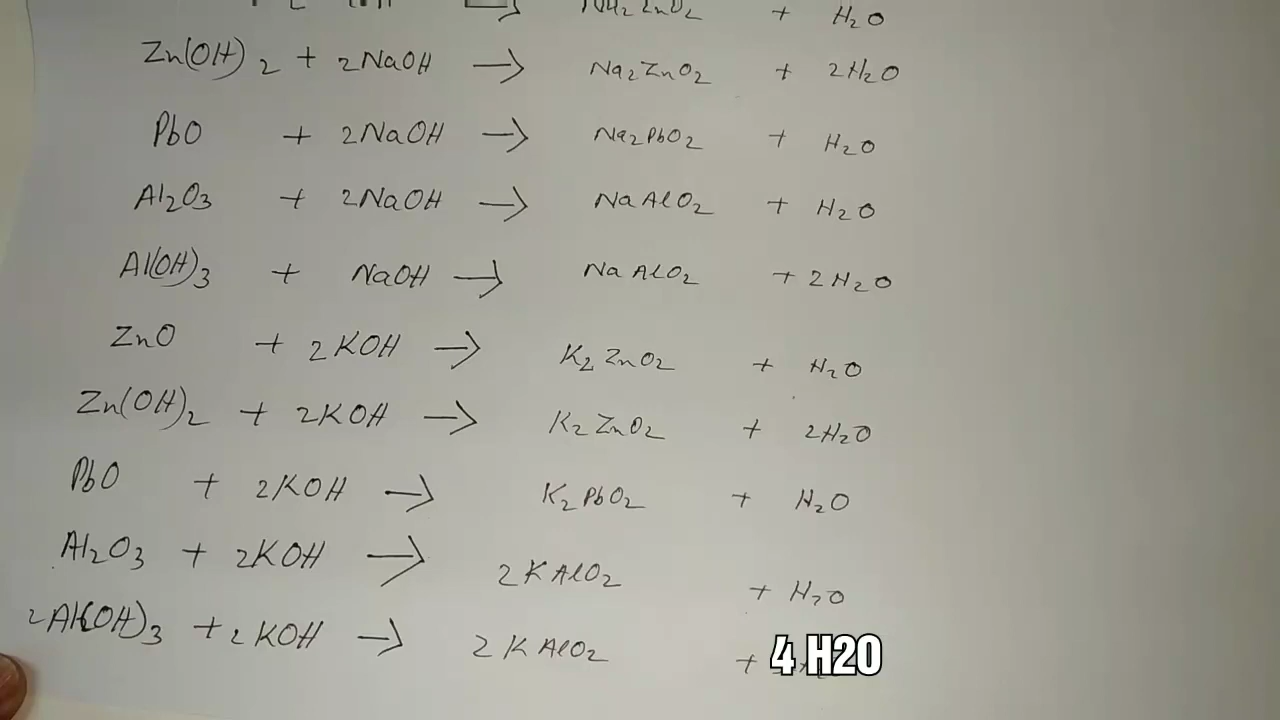 Na2ZnO2 + H2O
Zn(OH)2 + 2NaOH → Na2ZnO2 + 2H2O
PbO + 2NaOH → Na2PbO2 + H2O
Al2O3 + 2NaOH → NaAlO2 + H2O
Al(OH)3 + NaOH → NaAlO2 + 2H2O
ZnO + 2KOH → K2ZnO2 + H2O
Zn(OH)2 + 2KOH → K2ZnO2 + 2H2O
PbO + 2KOH → K2PbO2 + H2O
Al2O3 + 2KOH → 2KAlO2 + H2O
2Al(OH)3 + 2KOH → 2KAlO2 + 4 H2O